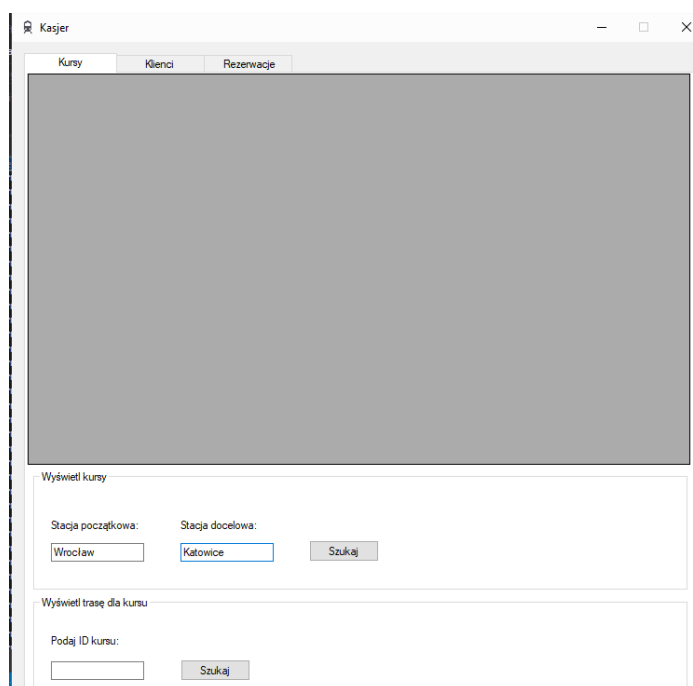 Kasjer
Kursy Klienci Rezerwacje
Wyświetl kursy
Stacja początkowa: Stacja docelowa:
Wrocław Katowice Szukaj
Wyświetl trasę dla kursu
Podaj ID kursu:
Szukaj